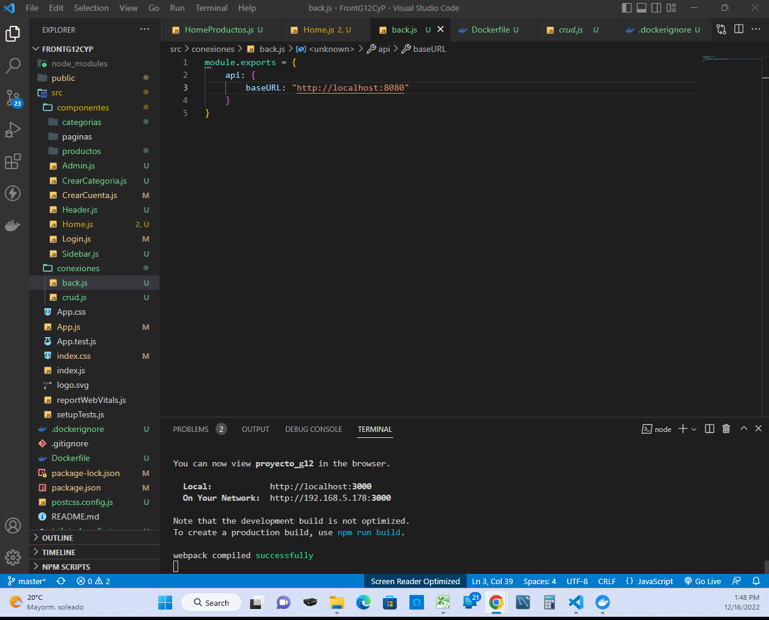 File Edit Selection View Go Run Terminal Help
back.js - FrontG12CyP - Visual Studio Code
EXPLORER
HomeProductos.js U
Home.js 2, U
back.js U
Dockerfile U
crud.js U
.dockerignore U
FRONTG12CYP
node_modules
public
src
componentes
categorias
paginas
productos
Admin.js U
CrearCategoria.js U
CrearCuenta.js M
Header.js U
Home.js 2, U
Login.js M
Sidebar.js U
conexiones
back.js U
crud.js U
App.css
App.js M
App.test.js
index.css M
index.js
logo.svg
reportWebVitals.js
setupTests.js
.dockerignore U
.gitignore
Dockerfile U
package-lock.json M
package.json M
postcss.config.js U
README.md
OUTLINE
TIMELINE
NPM SCRIPTS
23
src > conexiones > back.js > <unknown> > api > baseURL
1 module.exports = {
2 api: {
3 baseURL: "http://localhost:8080"
4 }
5 }
PROBLEMS 2 OUTPUT DEBUG CONSOLE TERMINAL
node
You can now view proyecto_g12 in the browser.
Local: http://localhost:3000
On Your Network: http://192.168.5.178:3000
Note that the development build is not optimized.
To create a production build, use npm run build.
webpack compiled successfully
master* 0 2
Screen Reader Optimized Ln 3, Col 39 Spaces: 4 UTF-8 CRLF {} JavaScript Go Live
20°C
Mayorm. soleado
Search
21
1:48 PM
12/16/2022